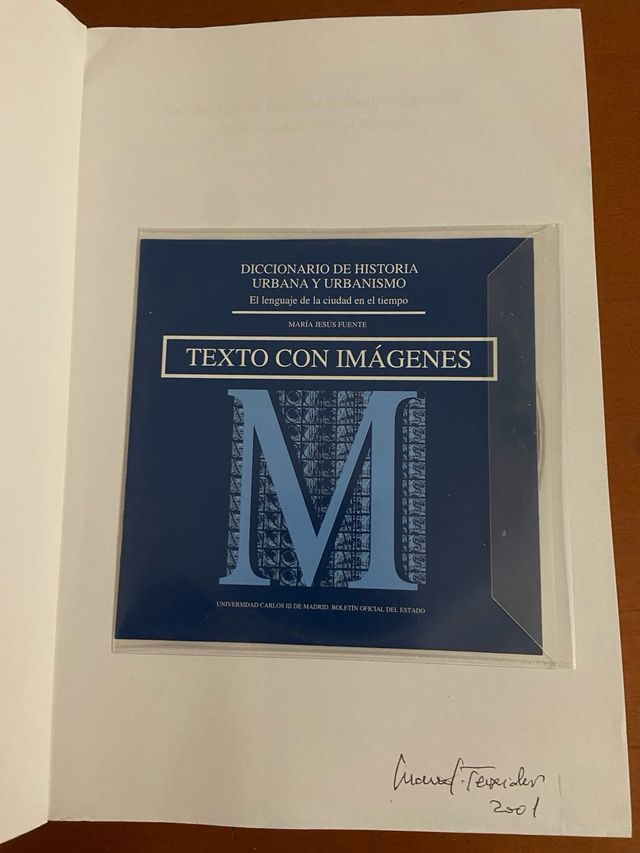 DICCIONARIO DE HISTORIA
URBANA Y URBANISMO
El lenguaje de la ciudad en el tiempo
MARÍA JESÚS FUENTE
TEXTO CON IMÁGENES
M
UNIVERSIDAD CARLOS III DE MADRID. BOLETÍN OFICIAL DEL ESTADO
2001